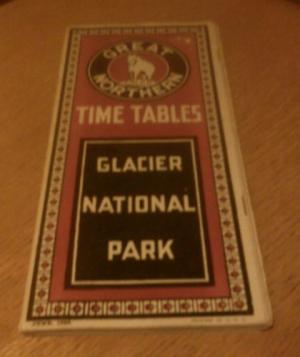 GREAT
NORTHERN
TIME TABLES
GLACIER
NATIONAL
PARK